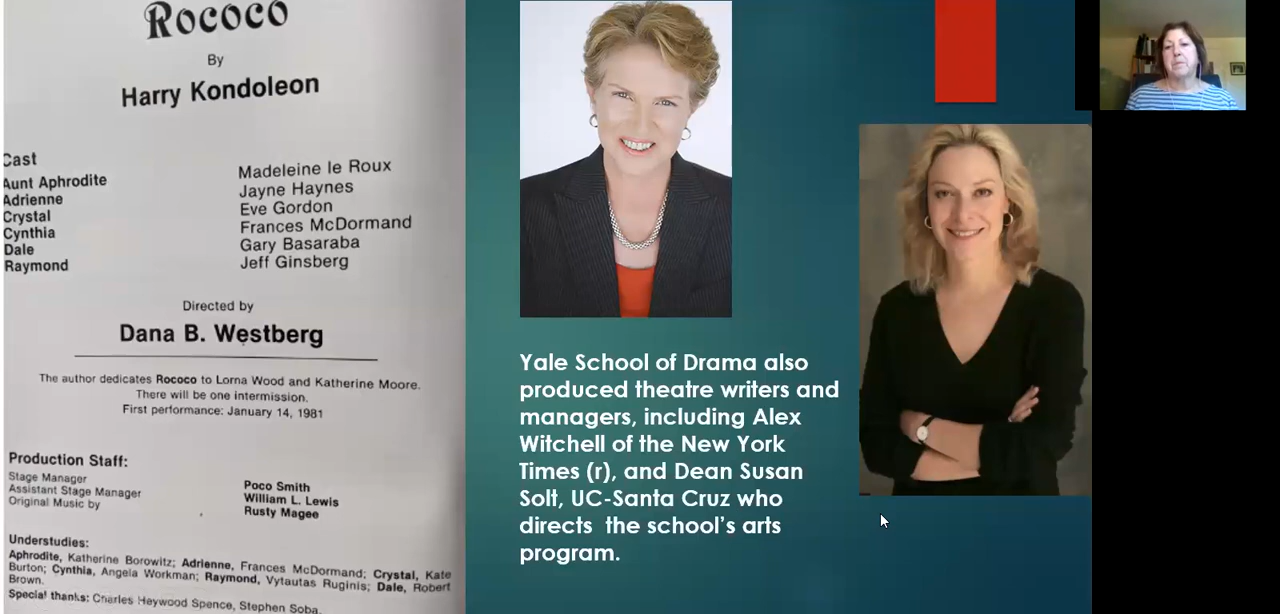 Rococo
By
Harry Kondoleon
Cast
Aunt Aphrodite Madeleine le Roux
Adrienne Jayne Haynes
Crystal Eve Gordon
Cynthia Frances McDormand
Dale Gary Basaraba
Raymond Jeff Ginsberg
Directed by
Dana B. Westberg
The author dedicates Rococo to Lorna Wood and Katherine Moore.
There will be one intermission.
First performance: January 14, 1981
Production Staff:
Stage Manager Poco Smith
Assistant Stage Manager William L. Lewis
Original Music by Rusty Magee
Understudies:
Aphrodite, Katherine Borowitz; Adrienne, Frances McDormand; Crystal, Kate
Burton; Cynthia, Angela Workman; Raymond, Vytautas Ruginis; Dale, Robert
Brown.
Special thanks: Charles Heywood Spence, Stephen Soba.
Yale School of Drama also
produced theatre writers and
managers, including Alex
Witchell of the New York
Times (r), and Dean Susan
Solt, UC-Santa Cruz who
directs the school's arts
program.